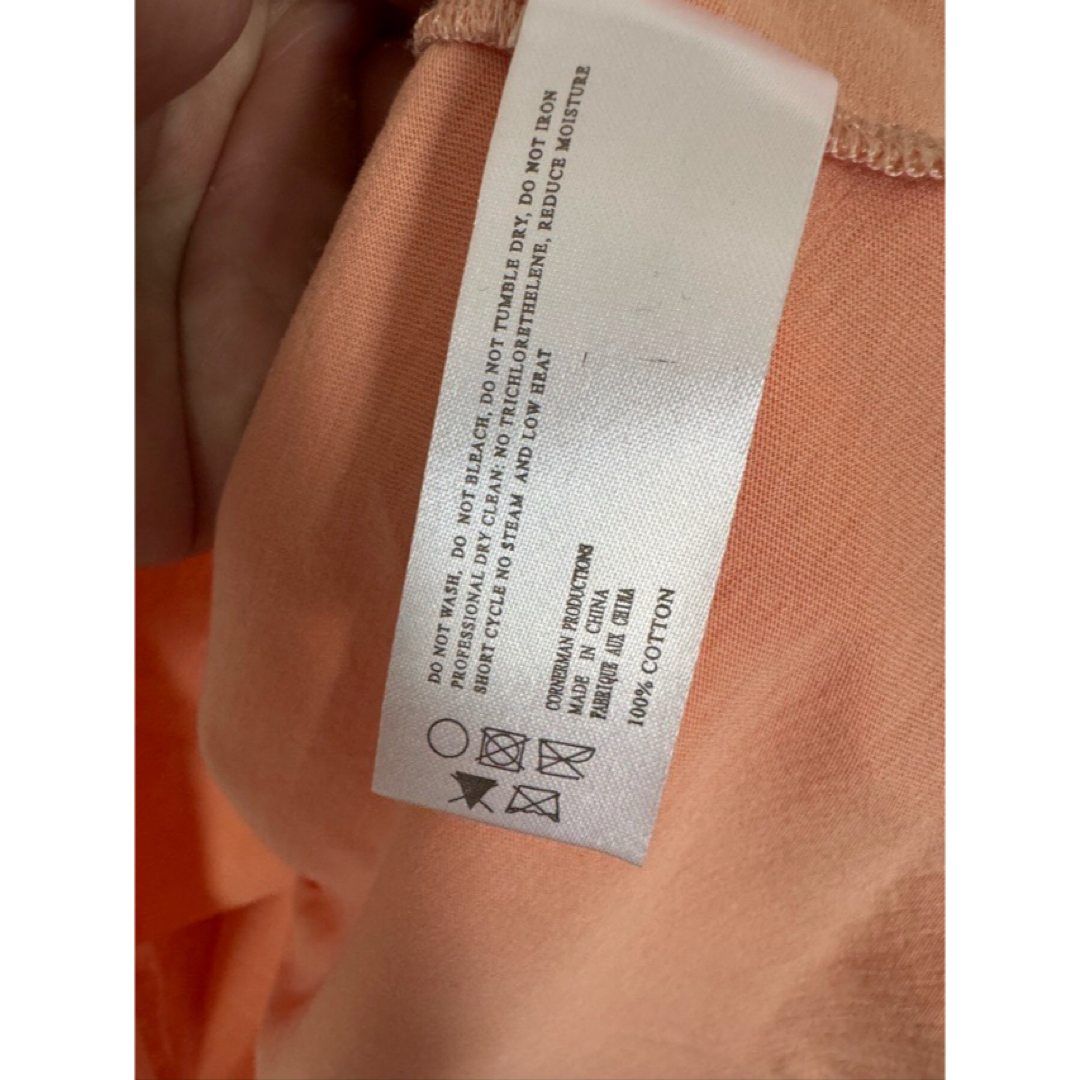 DO NOT WASH, DO NOT BLEACH, DO NOT TUMBLE DRY, DO NOT IRON
PROFESSIONAL DRY CLEAN: NO TRICHLORETHELENE, REDUCE MOISTURE
SHORT CYCLE NO STEAM AND LOW HEAT
CORNERMAN PRODUCTIONS
MADE IN CHINA
FABRIQUE AUX CHINA
100% COTTON